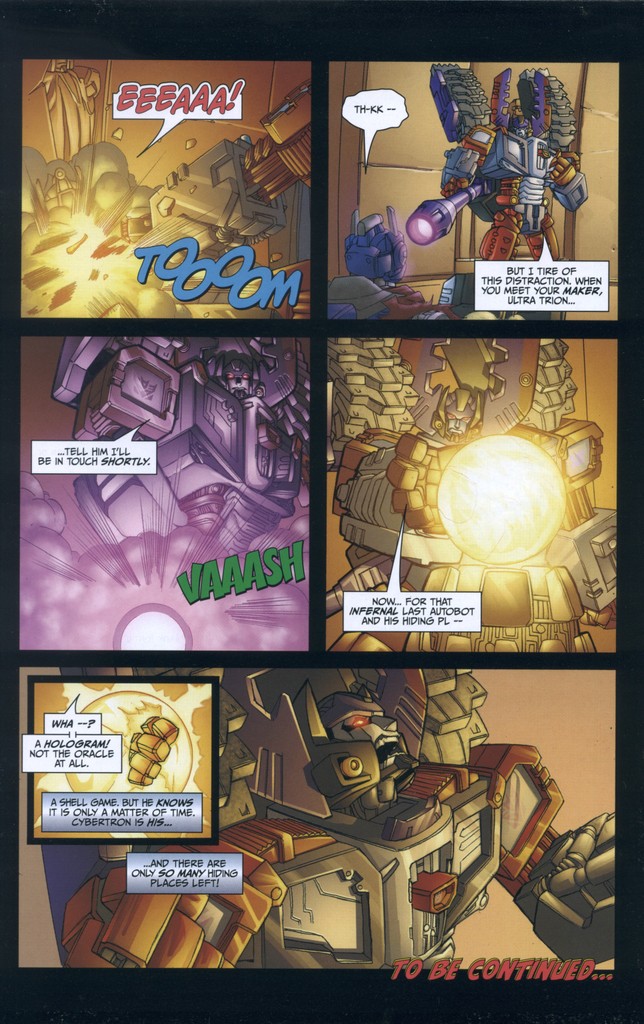 EEEAAA!
TOOOOM
TH-KK --
BUT I TIRE OF
THIS DISTRACTION. WHEN
YOU MEET YOUR MAKER,
ULTRA TRION...
...TELL HIM I'LL
BE IN TOUCH SHORTLY.
VAAASH
NOW... FOR THAT
INFERNAL LAST AUTOBOT
AND HIS HIDING PL --
WHA --?
A HOLOGRAM!
NOT THE ORACLE
AT ALL.
A SHELL GAME. BUT HE KNOWS
IT IS ONLY A MATTER OF TIME.
CYBERTRON IS HIS...
...AND THERE ARE
ONLY SO MANY HIDING
PLACES LEFT!
TO BE CONTINUED...